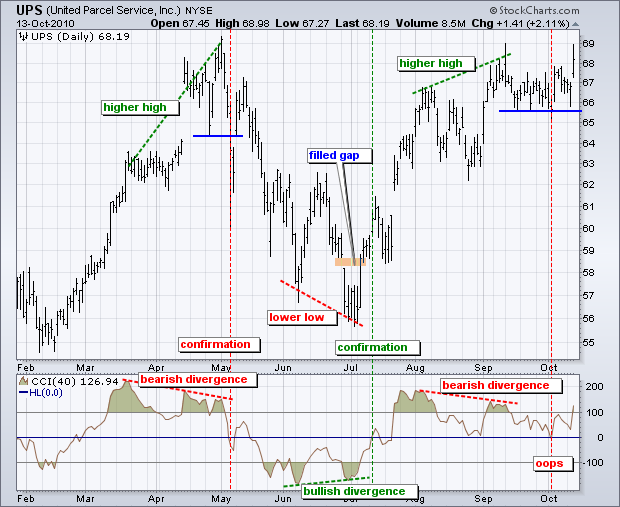 UPS (United Parcel Service, Inc.) NYSE © StockCharts.com
13-Oct-2010 Open 67.45 High 68.98 Low 67.27 Last 68.19 Volume 8.5M Chg +1.41 (+2.11%)
UPS (Daily) 68.19
69
higher high
68
67
higher high
66
65
64
filled gap
63
62
61
60
59
58
57
lower low
56
confirmation
confirmation
55
Feb Mar Apr May Jun Jul Aug Sep Oct
CCI(40) 126.94
bearish divergence
bearish divergence
200
HL(0.0)
100
0
oops
-100
bullish divergence
Feb Mar Apr May Jun Jul Aug Sep Oct